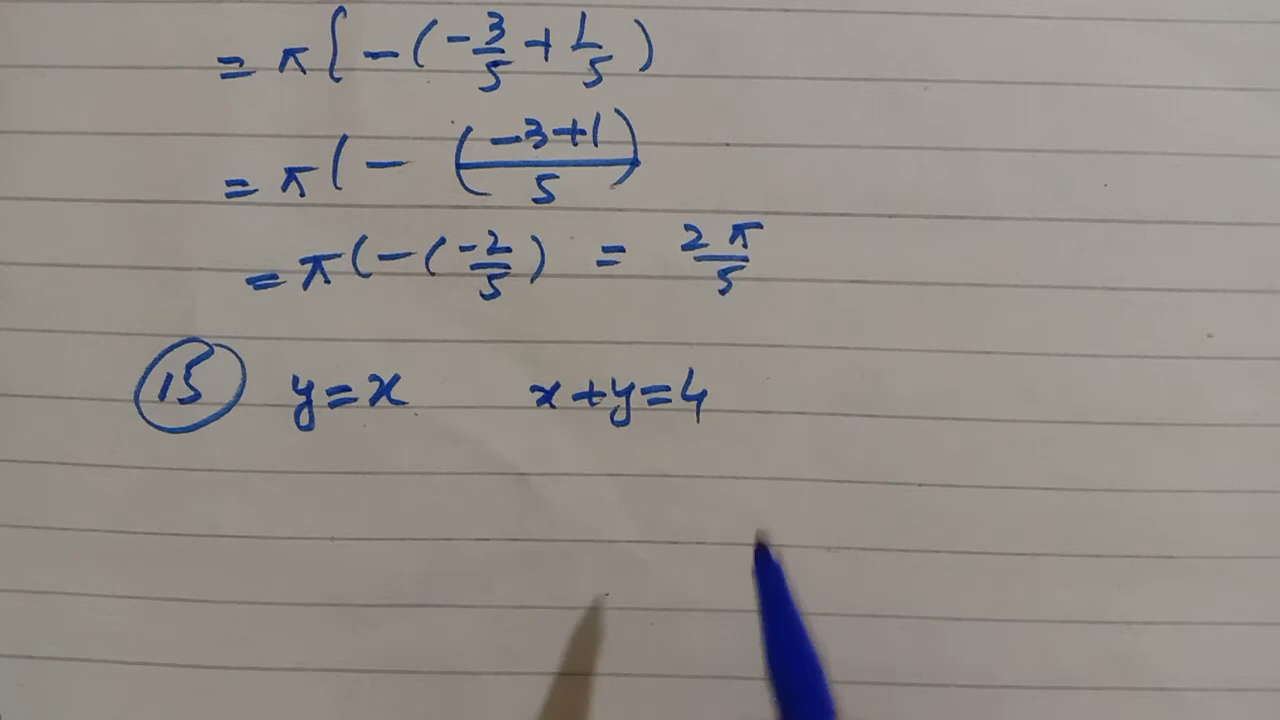 = π{ - ( -3/5 + 1/5 )
= π( - ( (-3+1)/5 )
= π( - ( -2/5 ) = 2π/5
15 y=x x+y=4